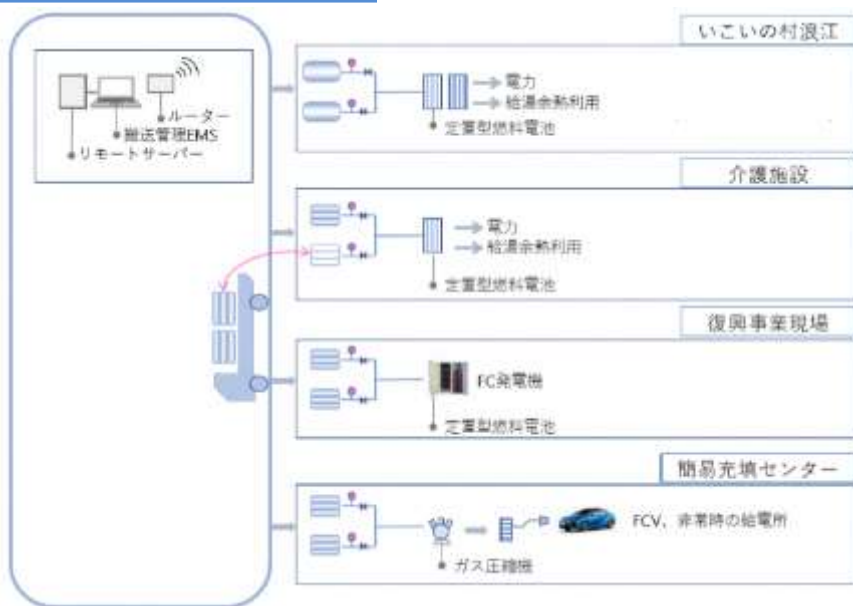 いこいの村浪江
ルーター
搬送管理EMS
リモートサーバー
電力
給湯余熱利用
定置型燃料電池
介護施設
電力
給湯余熱利用
定置型燃料電池
復興事業現場
FC発電機
定置型燃料電池
簡易充填センター
FCV、非常時の給電所
ガス圧縮機